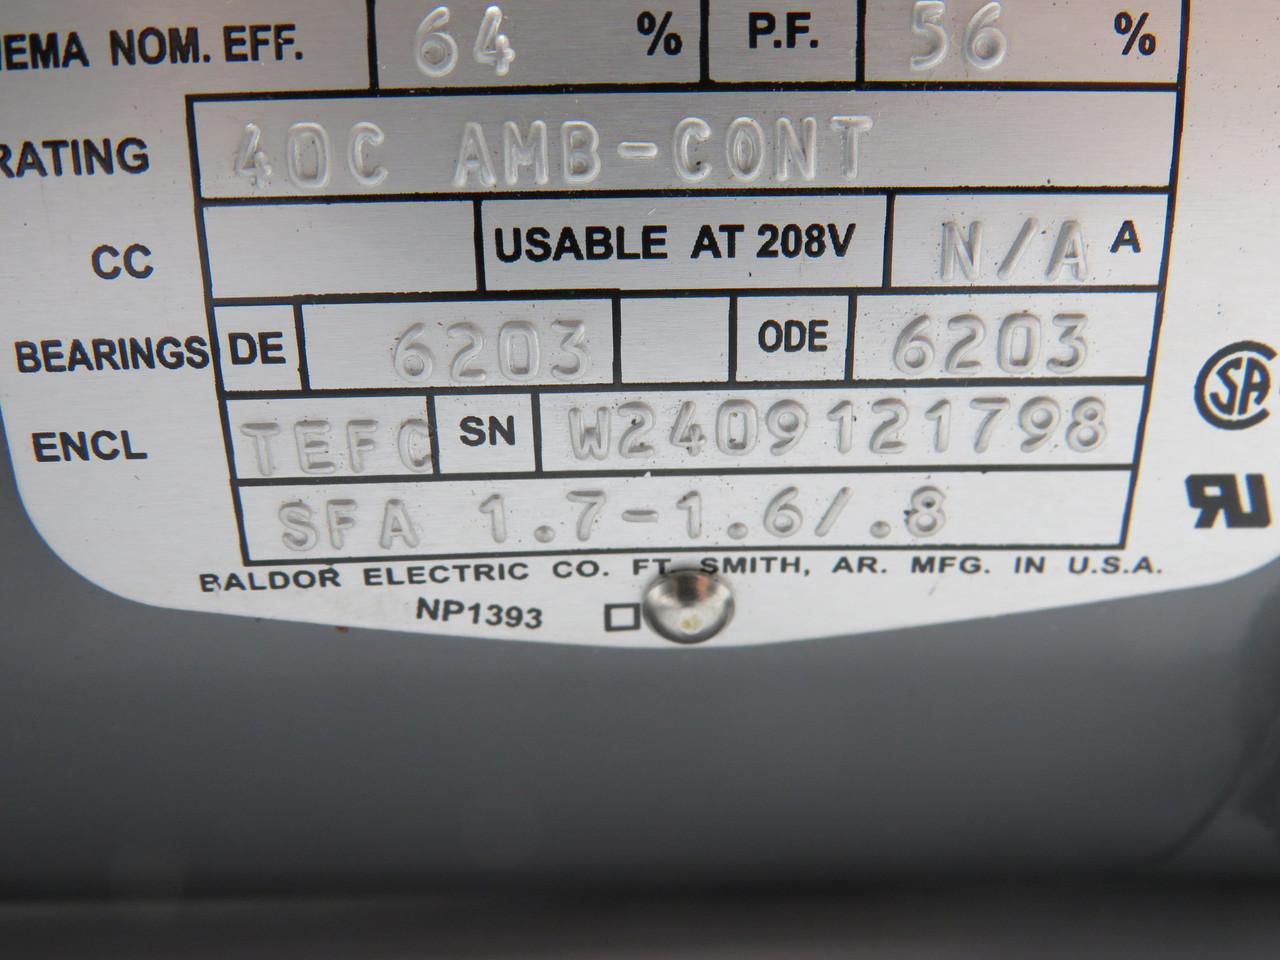 NEMA NOM. EFF. 64 % P.F. 56 %
RATING 40C AMB-CONT
CC USABLE AT 208V N/A A
BEARINGS DE 6203 ODE 6203
ENCL TEFC SN W2409121798
SFA 1.7-1.6/.8
BALDOR ELECTRIC CO. FT. SMITH, AR. MFG. IN U.S.A.
NP1393